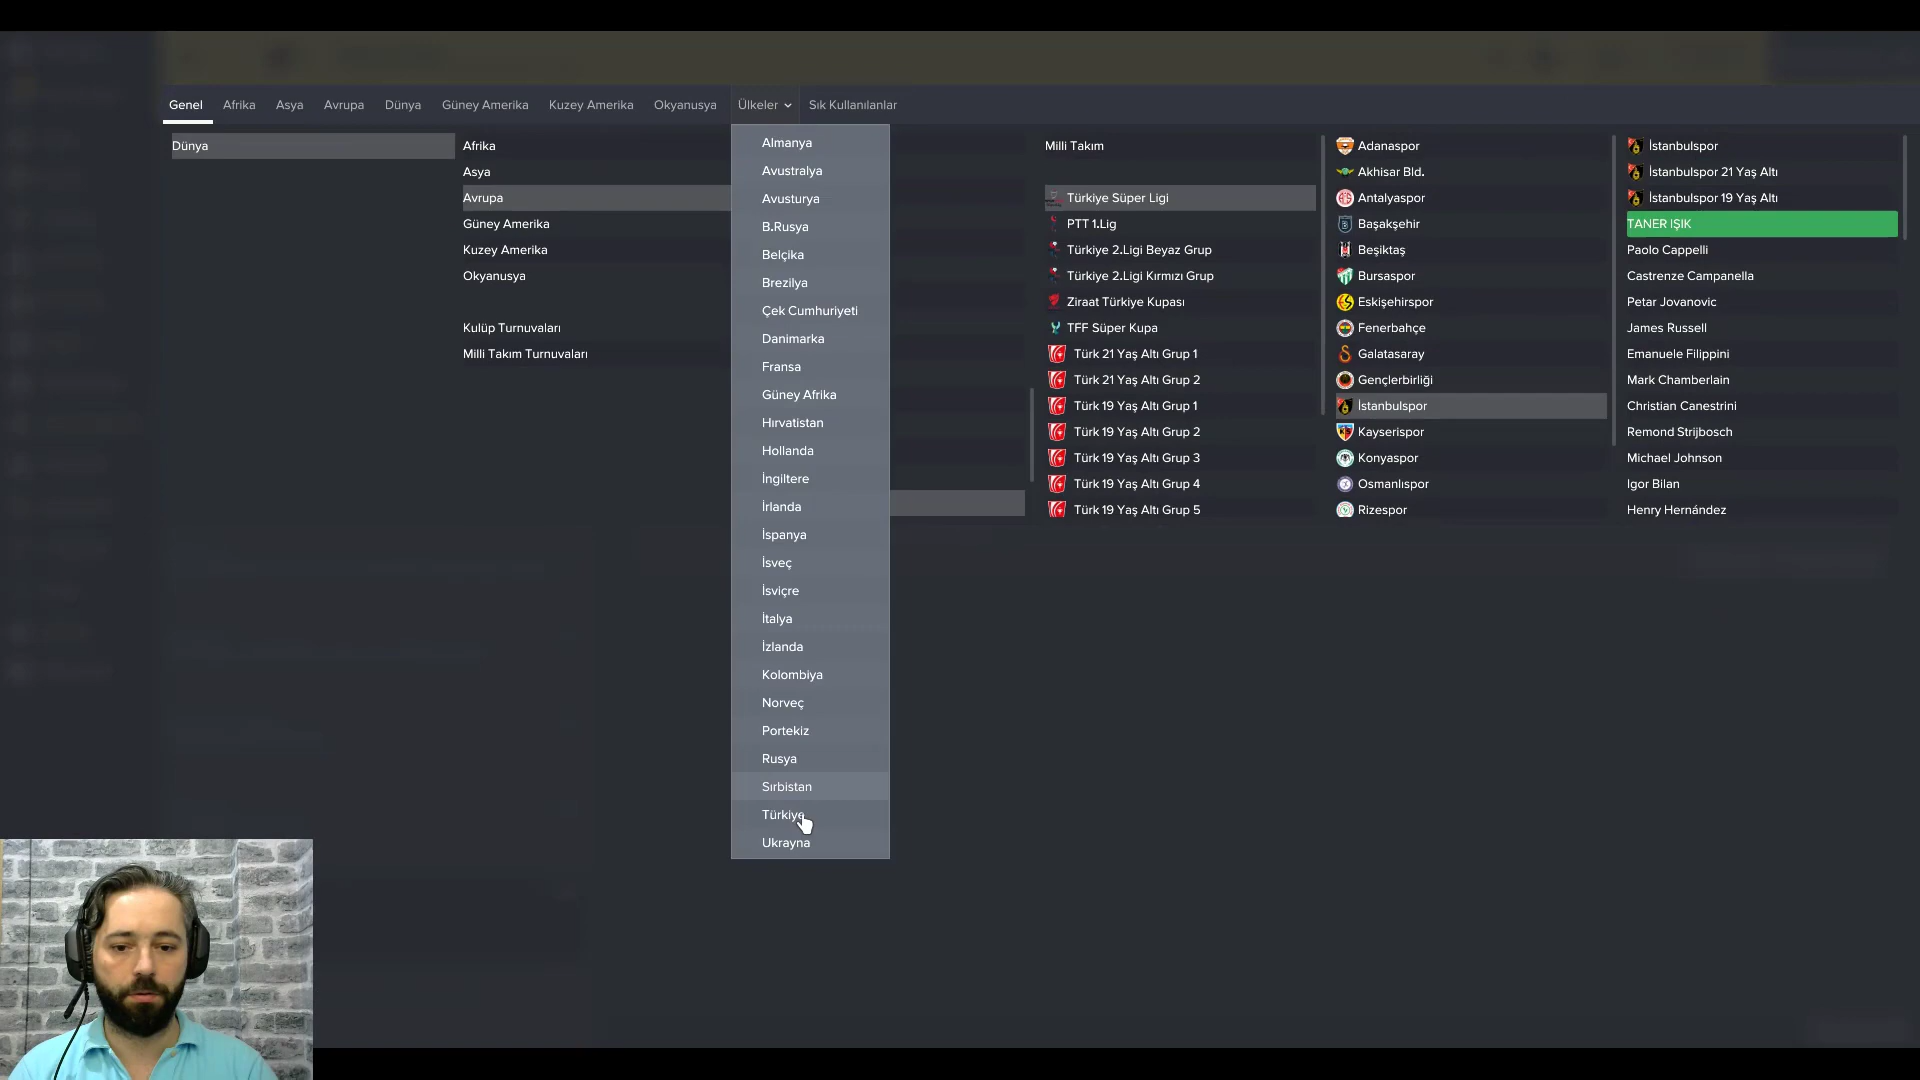 Genel Afrika Asya Avrupa Dünya Güney Amerika Kuzey Amerika Okyanusya Ülkeler Sık Kullanılanlar
Dünya
Afrika
Asya
Avrupa
Güney Amerika
Kuzey Amerika
Okyanusya
Kulüp Turnuvaları
Milli Takım Turnuvaları
Almanya
Avustralya
Avusturya
B.Rusya
Belçika
Brezilya
Çek Cumhuriyeti
Danimarka
Fransa
Güney Afrika
Hırvatistan
Hollanda
İngiltere
İrlanda
İspanya
İsveç
İsviçre
İtalya
İzlanda
Kolombiya
Norveç
Portekiz
Rusya
Sırbistan
Türkiye
Ukrayna
Milli Takım
Türkiye Süper Ligi
PTT 1.Lig
Türkiye 2.Ligi Beyaz Grup
Türkiye 2.Ligi Kırmızı Grup
Ziraat Türkiye Kupası
TFF Süper Kupa
Türk 21 Yaş Altı Grup 1
Türk 21 Yaş Altı Grup 2
Türk 19 Yaş Altı Grup 1
Türk 19 Yaş Altı Grup 2
Türk 19 Yaş Altı Grup 3
Türk 19 Yaş Altı Grup 4
Türk 19 Yaş Altı Grup 5
Adanaspor
Akhisar Bld.
Antalyaspor
Başakşehir
Beşiktaş
Bursaspor
Eskişehirspor
Fenerbahçe
Galatasaray
Gençlerbirliği
İstanbulspor
Kayserispor
Konyaspor
Osmanlıspor
Rizespor
İstanbulspor
İstanbulspor 21 Yaş Altı
İstanbulspor 19 Yaş Altı
TANER IŞIK
Paolo Cappelli
Castrenze Campanella
Petar Jovanovic
James Russell
Emanuele Filippini
Mark Chamberlain
Christian Canestrini
Remond Strijbosch
Michael Johnson
Igor Bilan
Henry Hernández